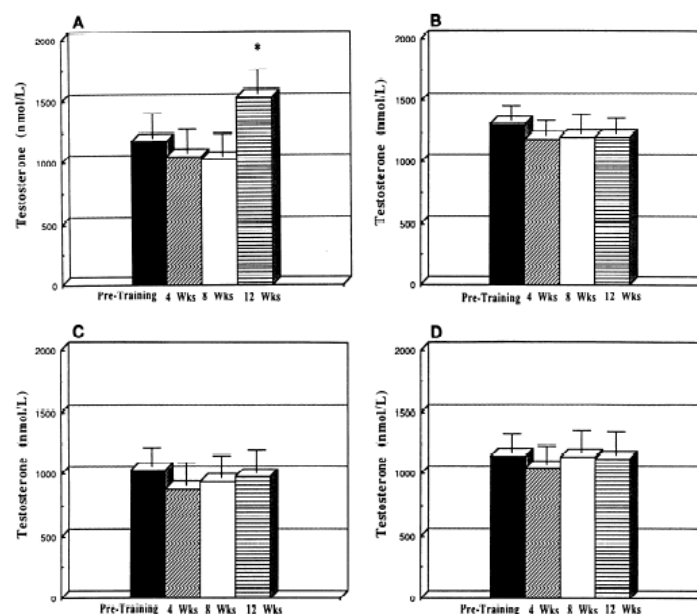 A
Testosterone (nmol/L)
2000
1500
1000
500
0
*
Pre-Training 4 Wks 8 Wks 12 Wks
B
Testosterone (nmol/L)
2000
1500
1000
500
0
Pre-Training 4 Wks 8 Wks 12 Wks
C
Testosterone (nmol/L)
2000
1500
1000
500
0
Pre-Training 4 Wks 8 Wks 12 Wks
D
Testosterone (nmol/L)
2000
1500
1000
500
0
Pre-Training 4 Wks 8 Wks 12 Wks